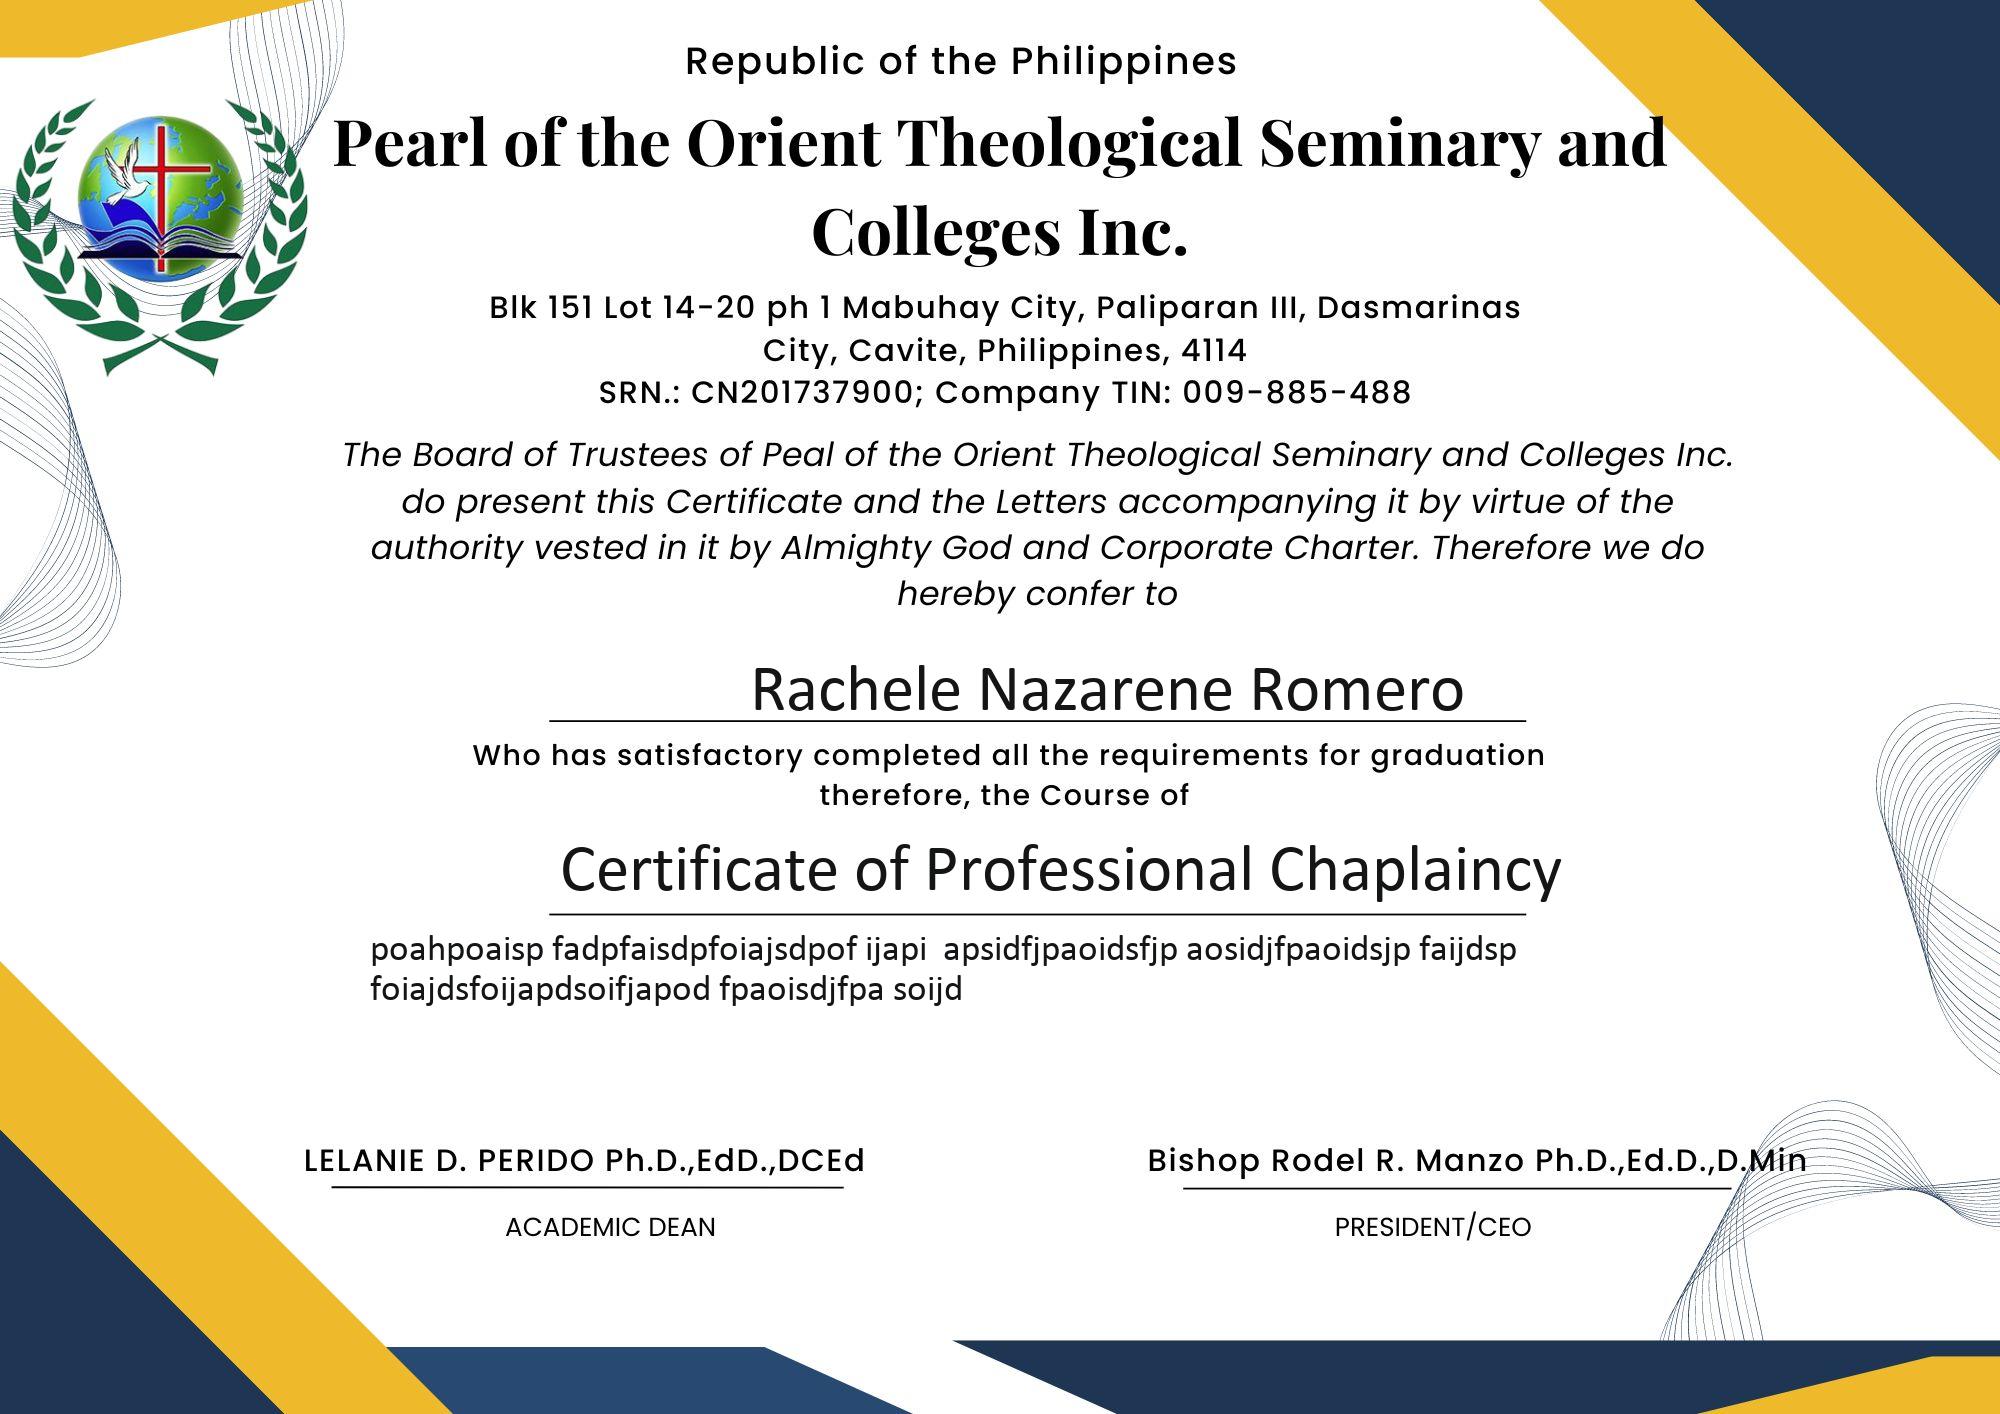 Republic of the Philippines
Pearl of the Orient Theological Seminary and
Colleges Inc.
Blk 151 Lot 14-20 ph 1 Mabuhay City, Paliparan III, Dasmarinas
City, Cavite, Philippines, 4114
SRN.: CN201737900; Company TIN: 009-885-488
The Board of Trustees of Peal of the Orient Theological Seminary and Colleges Inc.
do present this Certificate and the Letters accompanying it by virtue of the
authority vested in it by Almighty God and Corporate Charter. Therefore we do
hereby confer to
Rachele Nazarene Romero
Who has satisfactory completed all the requirements for graduation
therefore, the Course of
Certificate of Professional Chaplaincy
poahpoaisp fadpfaisdpfoiajsdpof ijapi  apsidfjpaoidsfjp aosidjfpaoidsjp faijdsp
foiajdsfoijapdsoifjapod fpaoisdjfpa soijd
LELANIE D. PERIDO Ph.D.,EdD.,DCEd
ACADEMIC DEAN
Bishop Rodel R. Manzo Ph.D.,Ed.D.,D.Min
PRESIDENT/CEO